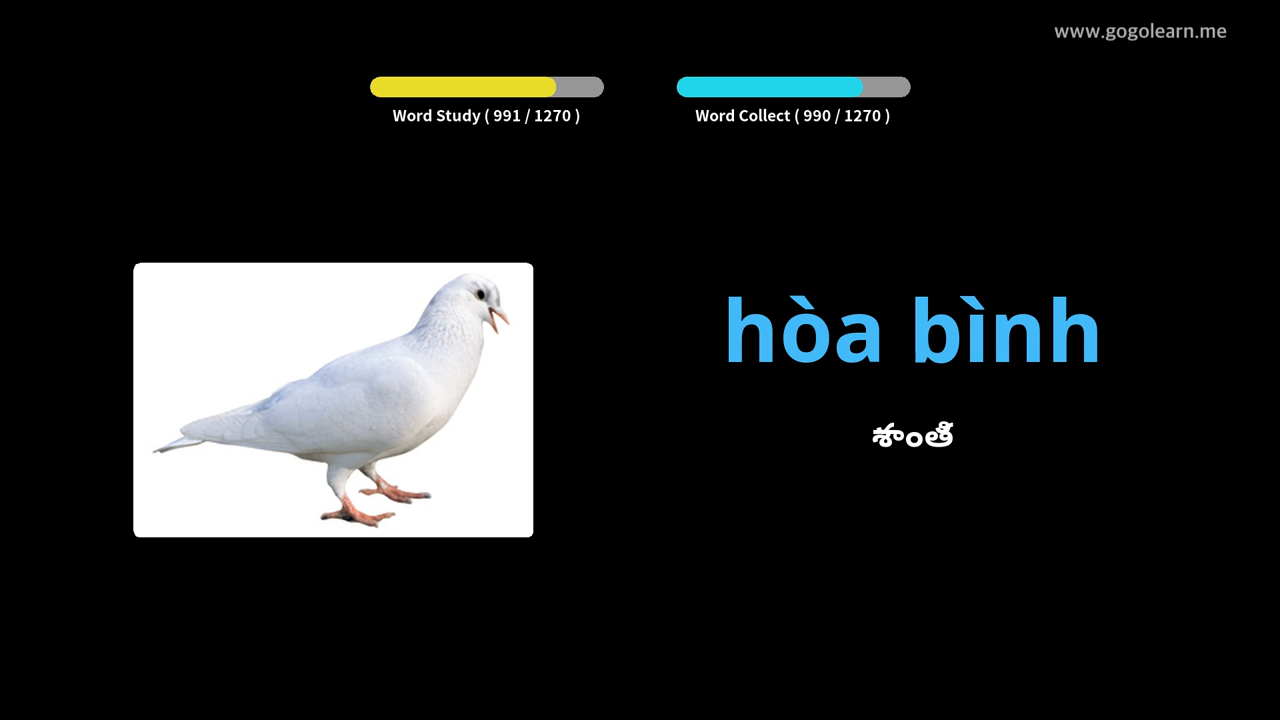 www.gogolearn.me
Word Study ( 991 / 1270 )
Word Collect ( 990 / 1270 )
hòa bình
శాంతి